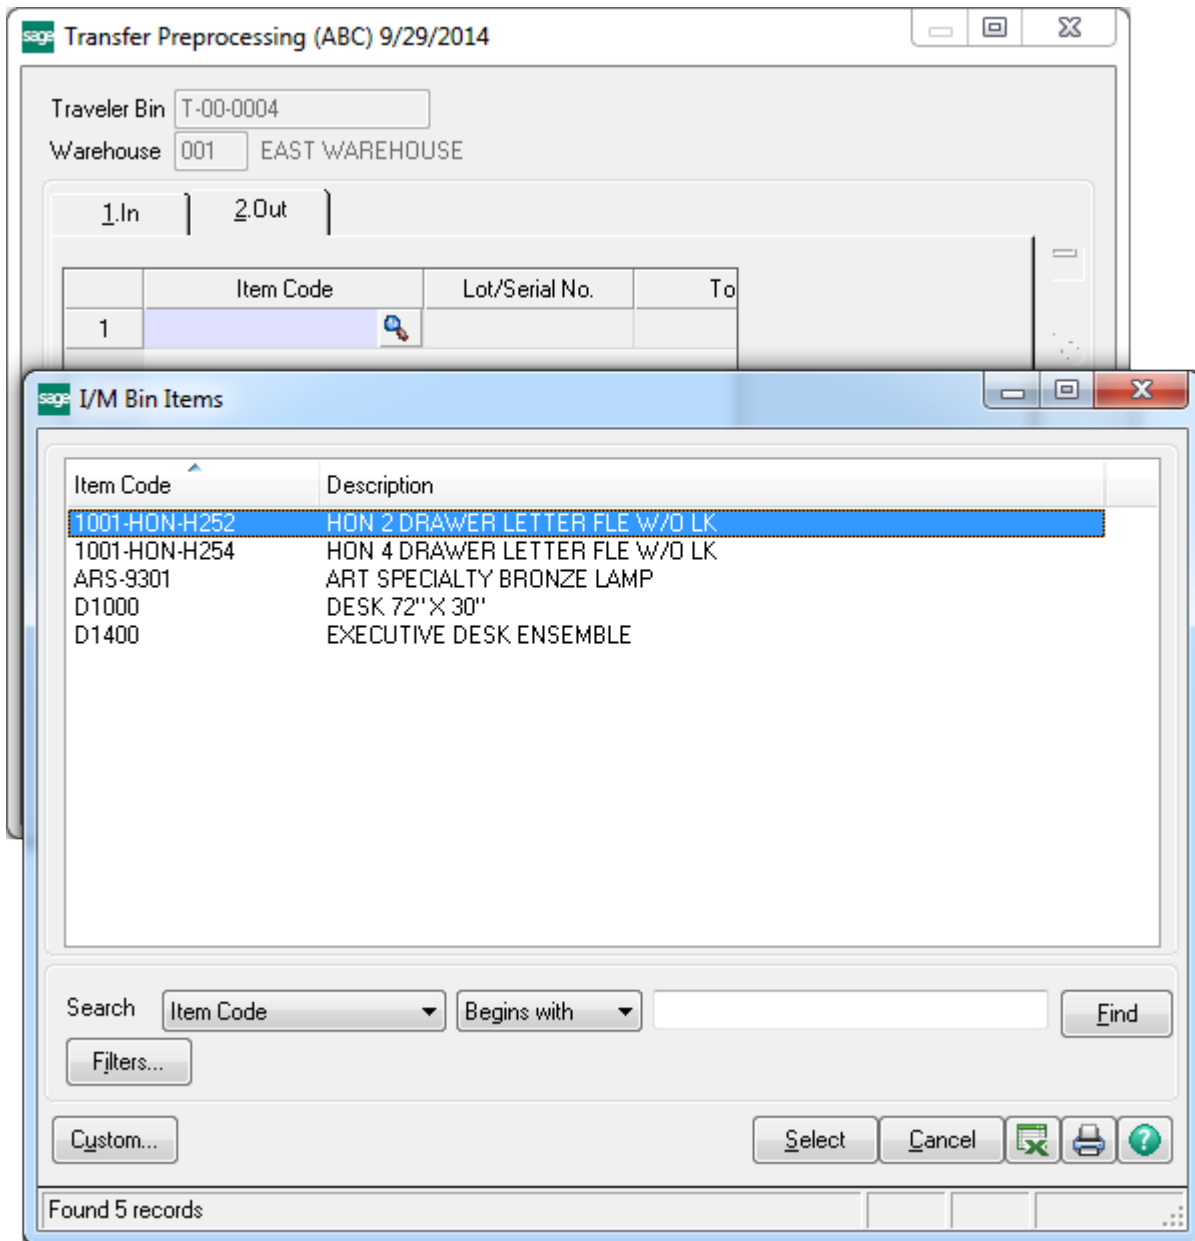 sage Transfer Preprocessing (ABC) 9/29/2014
Traveler Bin T-00-0004
Warehouse 001 EAST WAREHOUSE
1.In 2.Out
Item Code Lot/Serial No. To
1
sage I/M Bin Items
Item Code Description
1001-HON-H252 HON 2 DRAWER LETTER FLE W/O LK
1001-HON-H254 HON 4 DRAWER LETTER FLE W/O LK
ARS-9301 ART SPECIALTY BRONZE LAMP
D1000 DESK 72" X 30"
D1400 EXECUTIVE DESK ENSEMBLE
Search Item Code Begins with Find
Filters...
Custom... Select Cancel
Found 5 records